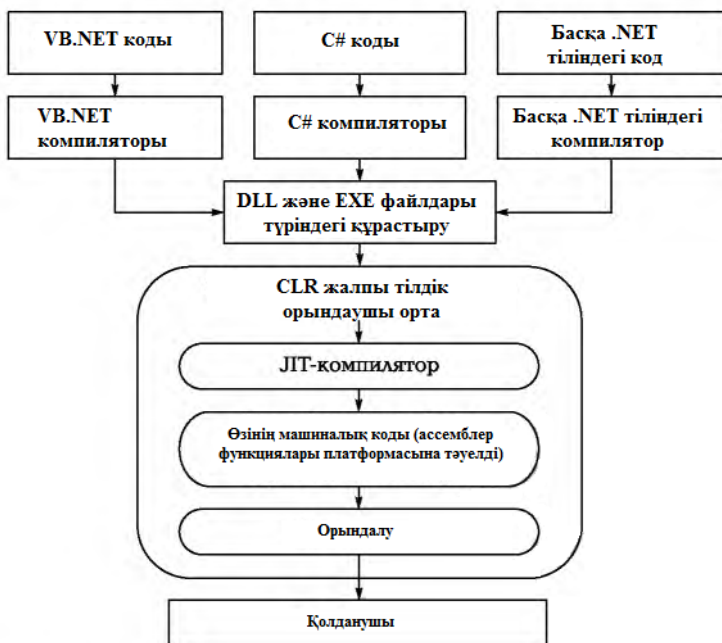 VB.NET коды
C# коды
Басқа .NET
тіліндегі код
VB.NET
компиляторы
C# компиляторы
Басқа .NET тіліндегі
компилятор
DLL және EXE файлдары
түріндегі құрастыру
CLR жалпы тілдік
орындаушы орта
JIT-компилятор
Өзінің машиналық коды (ассемблер
функциялары платформасына тәуелді)
Орындалу
Қолданушы